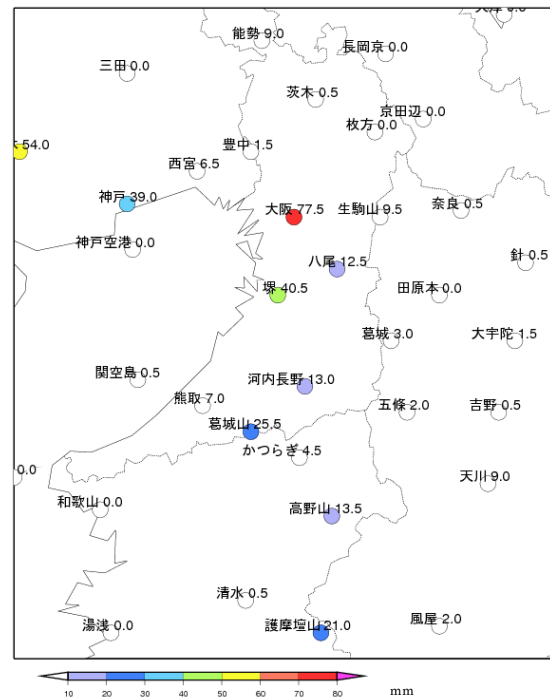 能勢 9.0
長岡京 0.0
三田 0.0
茨木 0.5
京田辺 0.0
枚方 0.0
豊中 1.5
54.0
西宮 6.5
神戸 39.0
大阪 77.5
生駒山 9.5
奈良 0.5
神戸空港 0.0
八尾 12.5
針 0.5
堺 40.5
田原本 0.0
葛城 3.0
大宇陀 1.5
関空島 0.5
河内長野 13.0
熊取 7.0
五條 2.0
吉野 0.5
葛城山 25.5
かつらぎ 4.5
0.0
天川 9.0
和歌山 0.0
高野山 13.5
清水 0.5
湯浅 0.0
護摩壇山 21.0
風屋 2.0
10 20 30 40 50 60 70 80
mm